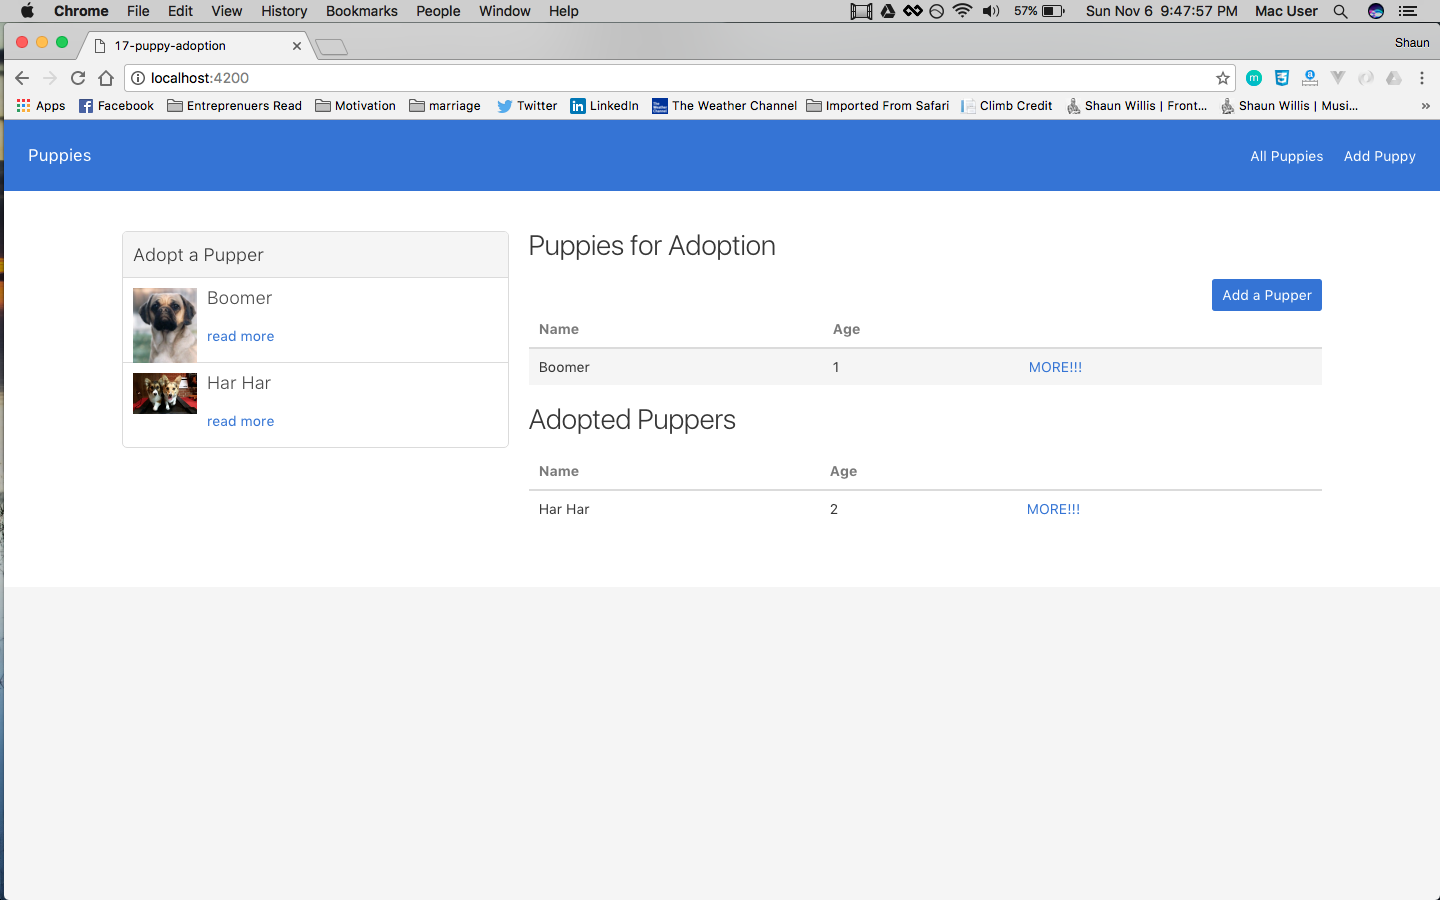 Chrome File Edit View History Bookmarks People Window Help 57% Sun Nov 6 9:47:57 PM Mac User
17-puppy-adoption Shaun
localhost:4200
Apps Facebook Entreprenuers Read Motivation marriage Twitter LinkedIn The Weather Channel Imported From Safari Climb Credit Shaun Willis | Front... Shaun Willis | Musi... »
Puppies All Puppies Add Puppy
Adopt a Pupper
Boomer
read more
Har Har
read more
Puppies for Adoption
Add a Pupper
Name Age
Boomer 1 MORE!!!
Adopted Puppers
Name Age
Har Har 2 MORE!!!